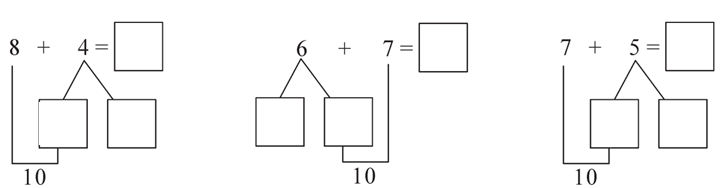 8 + 4 = 6 + 7 = 7 + 5 =
10 10 10